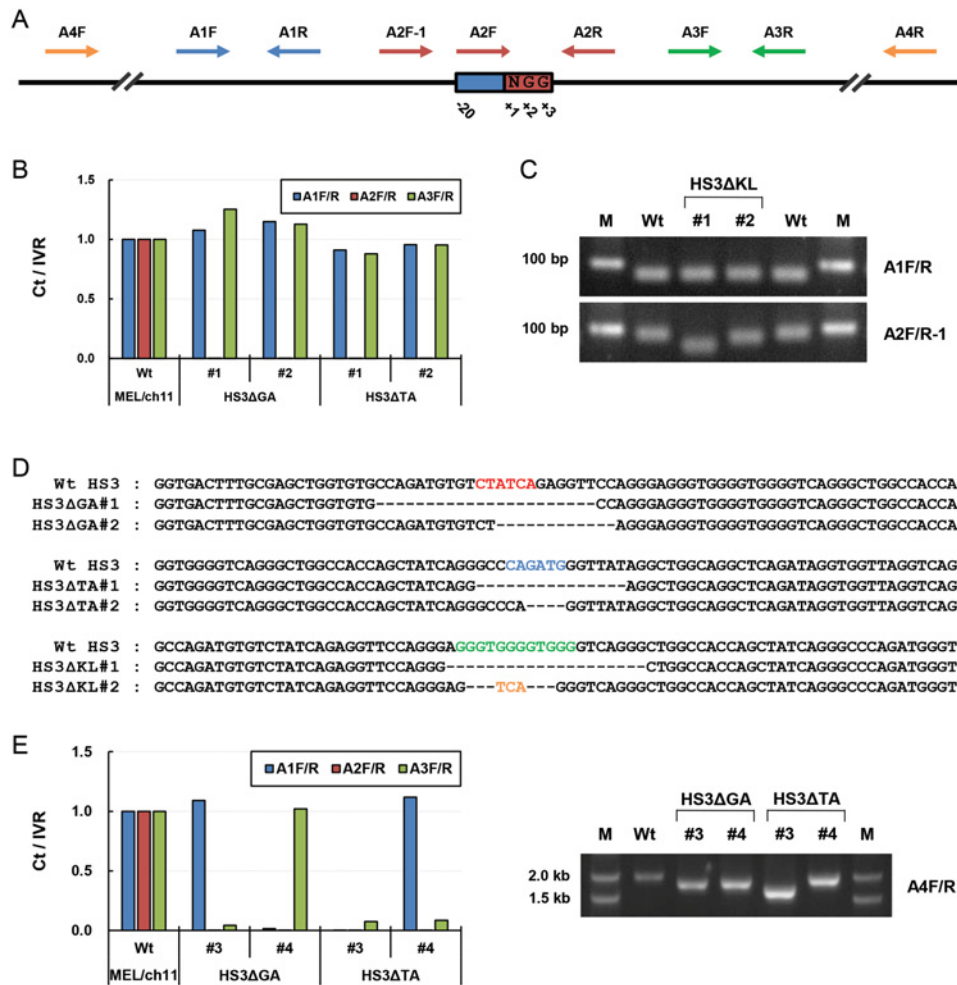 A
A4F A1F A1R A2F-1 A2F A2R A3F A3R A4R
NGG
-20 +1 +2 +3
B
Ct / IVR
1.5
1.0
0.5
0.0
A1F/R A2F/R A3F/R
Wt #1 #2 #1 #2
MEL/ch11 HS3ΔGA HS3ΔTA
C
HS3ΔKL
M Wt #1 #2 Wt M
100 bp A1F/R
100 bp A2F/R-1
D
Wt HS3 : GGTGACTTTGCGAGCTGGTGTGCCAGATGTGTCTATCAGAGGTTCCAGGGAGGGTGGGGTGGGGTCAGGGCTGGCCACCA
HS3ΔGA#1 : GGTGACTTTGCGAGCTGGTGTG----------------------CCAGGGAGGGTGGGGTGGGGTCAGGGCTGGCCACCA
HS3ΔGA#2 : GGTGACTTTGCGAGCTGGTGTGCCAGATGTGTCT------------AGGGAGGGTGGGGTGGGGTCAGGGCTGGCCACCA
Wt HS3 : GGTGGGGTCAGGGCTGGCCACCAGCTATCAGGGCCCAGATGGGTTATAGGCTGGCAGGCTCAGATAGGTGGTTAGGTCAG
HS3ΔTA#1 : GGTGGGGTCAGGGCTGGCCACCAGCTATCAGG---------------AGGCTGGCAGGCTCAGATAGGTGGTTAGGTCAG
HS3ΔTA#2 : GGTGGGGTCAGGGCTGGCCACCAGCTATCAGGGCCCA----GGTTATAGGCTGGCAGGCTCAGATAGGTGGTTAGGTCAG
Wt HS3 : GCCAGATGTGTCTATCAGAGGTTCCAGGGAGGGTGGGGTGGGGTCAGGGCTGGCCACCAGCTATCAGGGCCCAGATGGGT
HS3ΔKL#1 : GCCAGATGTGTCTATCAGAGGTTCCAGGG--------------------CTGGCCACCAGCTATCAGGGCCCAGATGGGT
HS3ΔKL#2 : GCCAGATGTGTCTATCAGAGGTTCCAGGGAG---TCA---GGGTCAGGGCTGGCCACCAGCTATCAGGGCCCAGATGGGT
E
Ct / IVR
1.5
1.0
0.5
0.0
A1F/R A2F/R A3F/R
Wt #3 #4 #3 #4
MEL/ch11 HS3ΔGA HS3ΔTA
HS3ΔGA HS3ΔTA
M Wt #3 #4 #3 #4 M
2.0 kb
1.5 kb
A4F/R